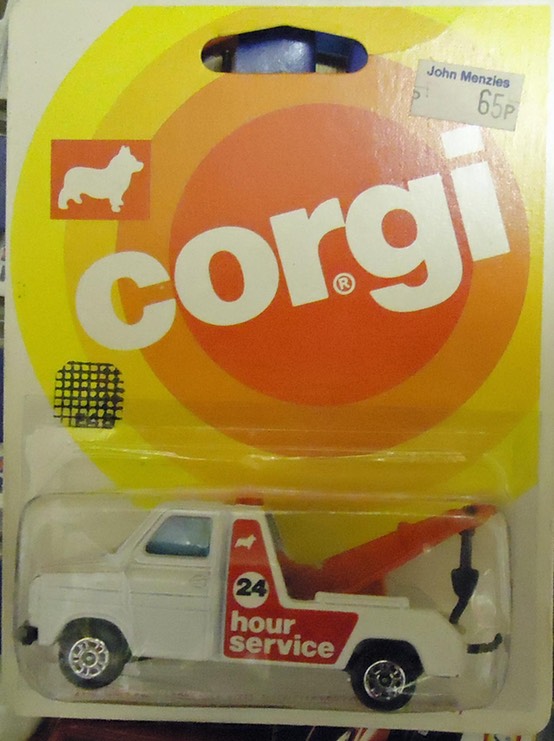 John Menzies
P
65P
corgi
®
24
hour
service